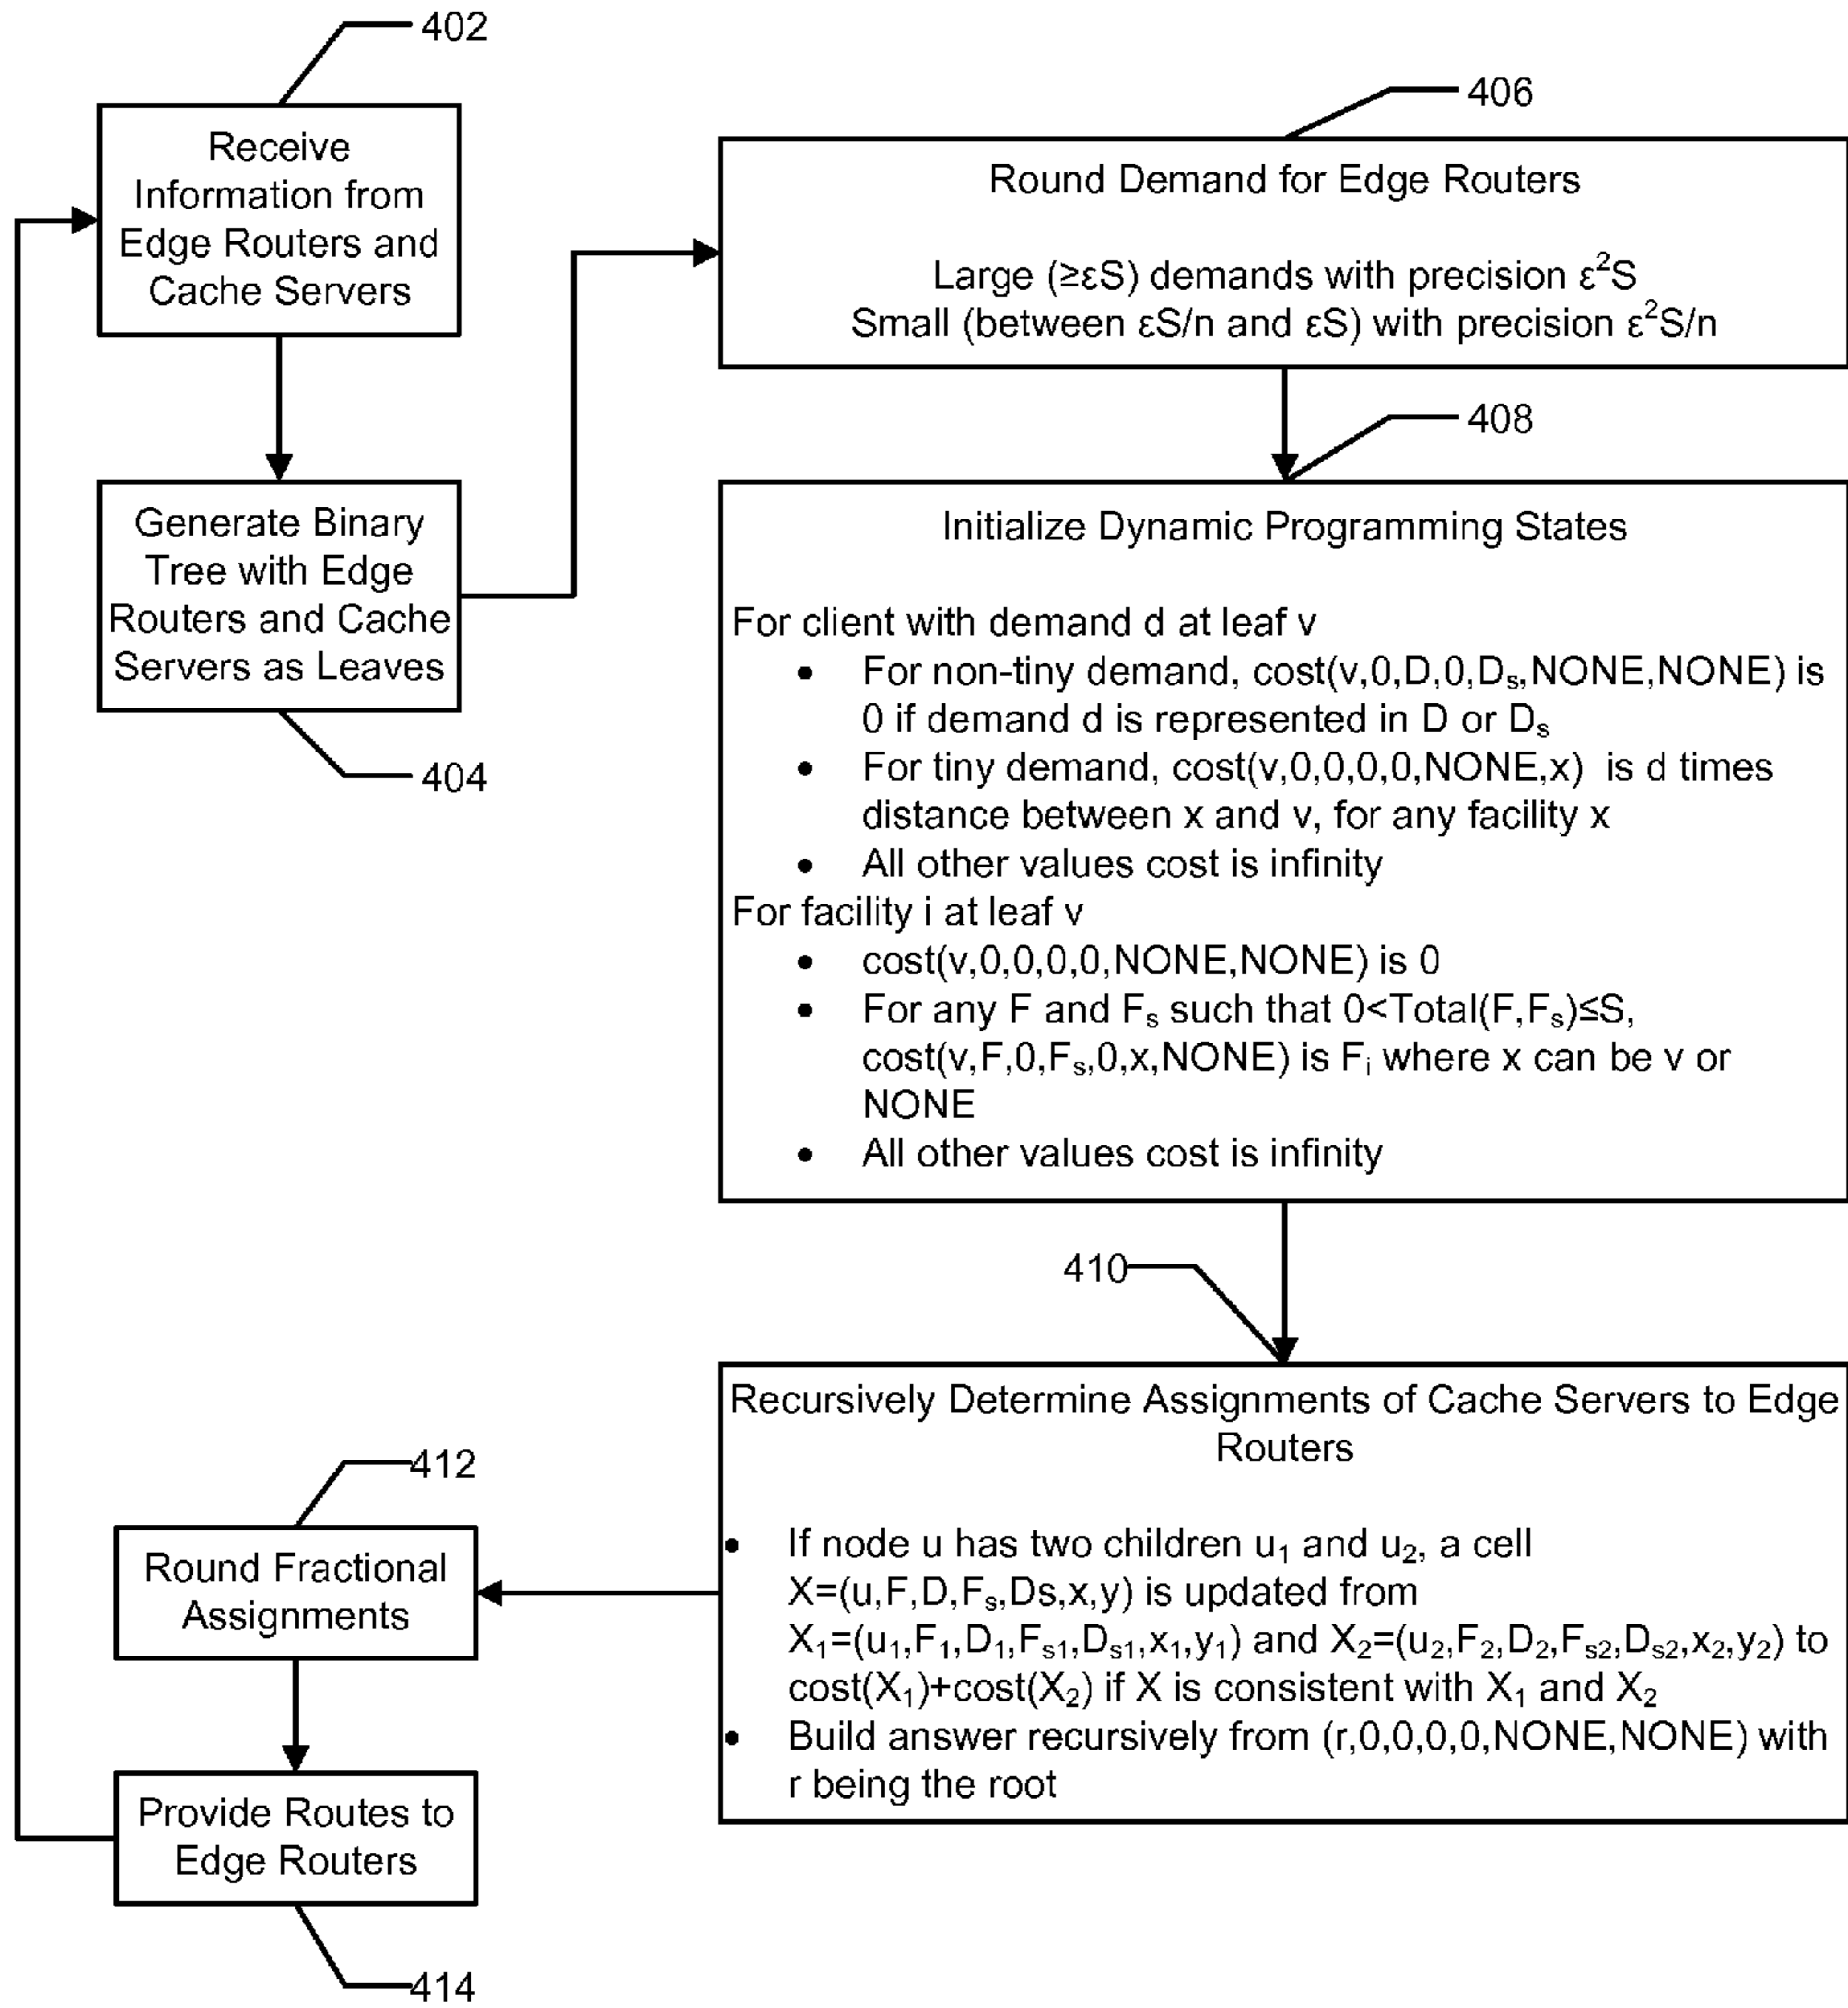 402
Receive
Information from
Edge Routers and
Cache Servers
Generate Binary
Tree with Edge
Routers and Cache
Servers as Leaves
404
406
Round Demand for Edge Routers
Large (≥εS) demands with precision ε²S
Small (between εS/n and εS) with precision ε²S/n
408
Initialize Dynamic Programming States
For client with demand d at leaf v
• For non-tiny demand, cost(v,0,D,0,Dₛ,NONE,NONE) is
0 if demand d is represented in D or Dₛ
• For tiny demand, cost(v,0,0,0,0,NONE,x) is d times
distance between x and v, for any facility x
• All other values cost is infinity
For facility i at leaf v
• cost(v,0,0,0,0,NONE,NONE) is 0
• For any F and Fₛ such that 0<Total(F,Fₛ)≤S,
cost(v,F,0,Fₛ,0,x,NONE) is Fᵢ where x can be v or
NONE
• All other values cost is infinity
410
Recursively Determine Assignments of Cache Servers to Edge
Routers
• If node u has two children u₁ and u₂, a cell
X=(u,F,D,Fₛ,Ds,x,y) is updated from
X₁=(u₁,F₁,D₁,Fₛ₁,Dₛ₁,x₁,y₁) and X₂=(u₂,F₂,D₂,Fₛ₂,Dₛ₂,x₂,y₂) to
cost(X₁)+cost(X₂) if X is consistent with X₁ and X₂
• Build answer recursively from (r,0,0,0,0,NONE,NONE) with
r being the root
412
Round Fractional
Assignments
Provide Routes to
Edge Routers
414